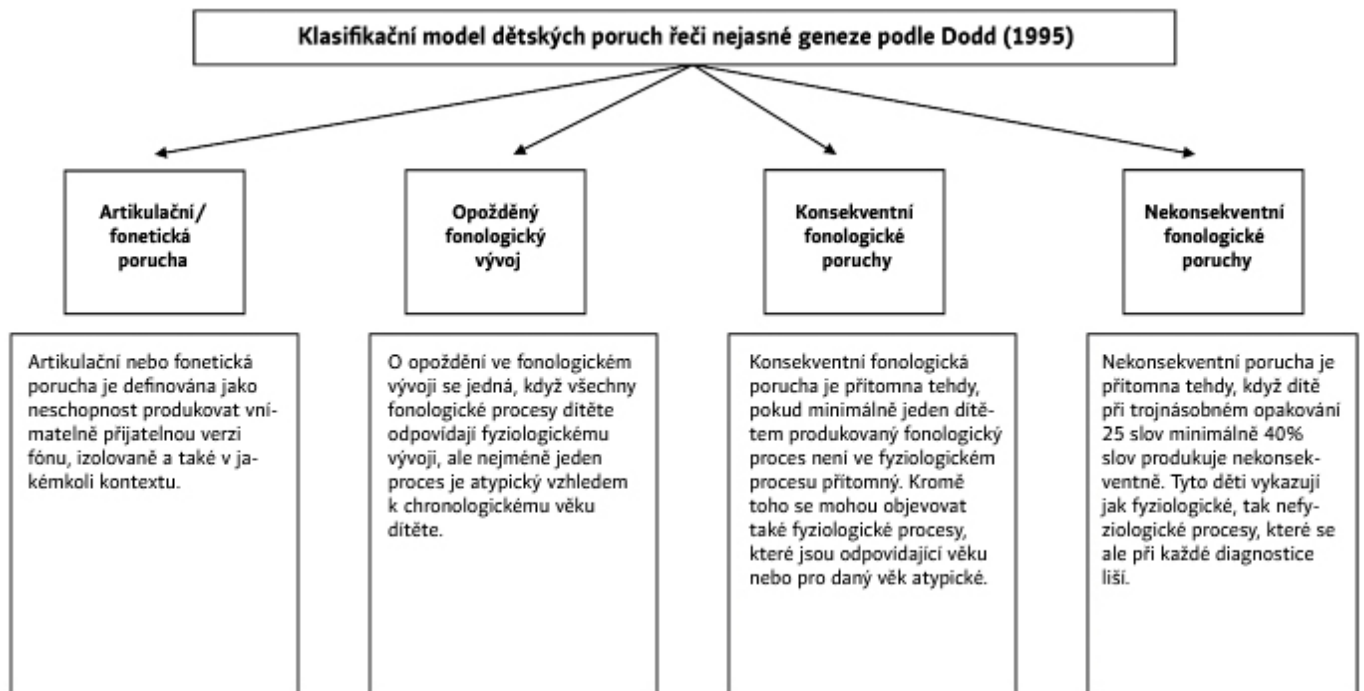 Klasifikační model dětských poruch řeči nejasné geneze podle Dodd (1995)
Artikulační/
fonetická
porucha
Opožděný
fonologický
vývoj
Konsekventní
fonologické
poruchy
Nekonsekventní
fonologické
poruchy
Artikulační nebo fonetická
porucha je definována jako
neschopnost produkovat vní-
matelně přijatelnou verzi
fónu, izolovaně a také v ja-
kémkoli kontextu.
O opoždění ve fonologickém
vývoji se jedná, když všechny
fonologické procesy dítěte
odpovídají fyziologickému
vývoji, ale nejméně jeden
proces je atypický vzhledem
k chronologickému věku
dítěte.
Konsekventní fonologická
porucha je přítomna tehdy,
pokud minimálně jeden dítě-
tem produkovaný fonologický
proces není ve fyziologickém
procesu přítomný. Kromě
toho se mohou objevovat
také fyziologické procesy,
které jsou odpovídající věku
nebo pro daný věk atypické.
Nekonsekventní porucha je
přítomna tehdy, když dítě
při trojnásobném opakování
25 slov minimálně 40%
slov produkuje nekonsek-
ventně. Tyto děti vykazují
jak fyziologické, tak nefy-
ziologické procesy, které se
ale při každé diagnostice
liší.